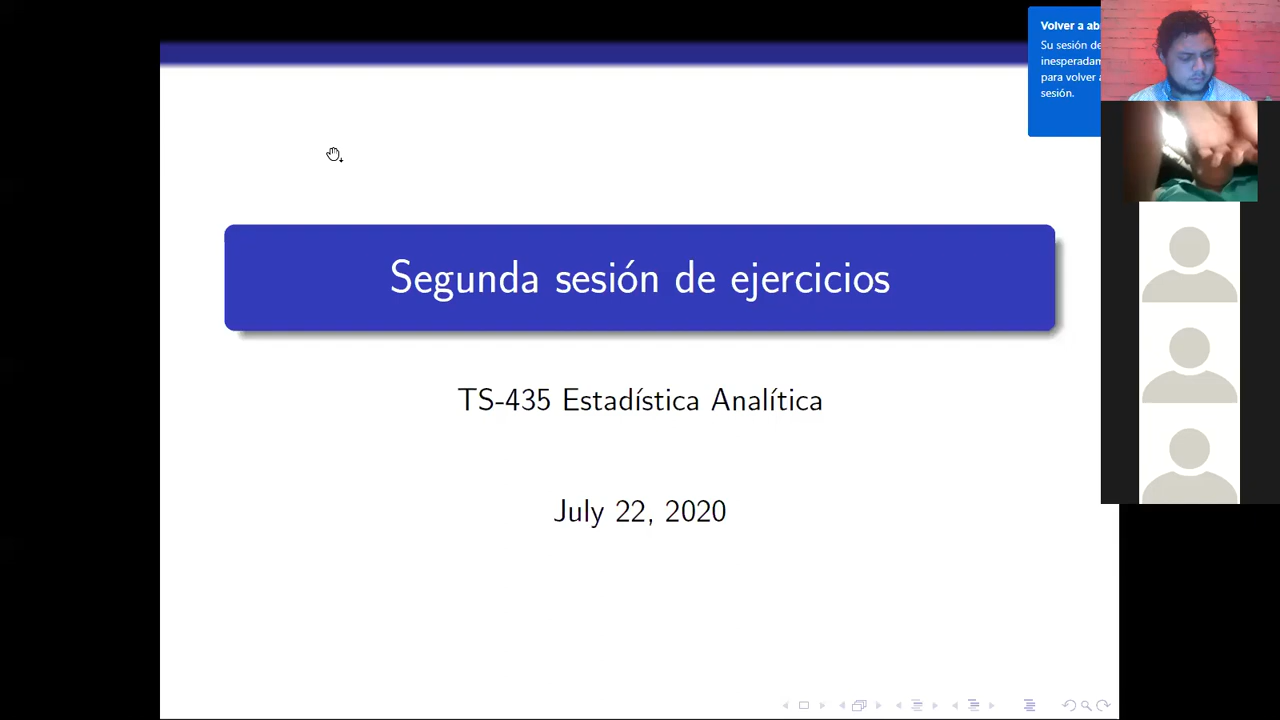 Volver a ab
Su sesión de
inesperadam
para volver a
sesión.
Segunda sesión de ejercicios
TS-435 Estadística Analítica
July 22, 2020